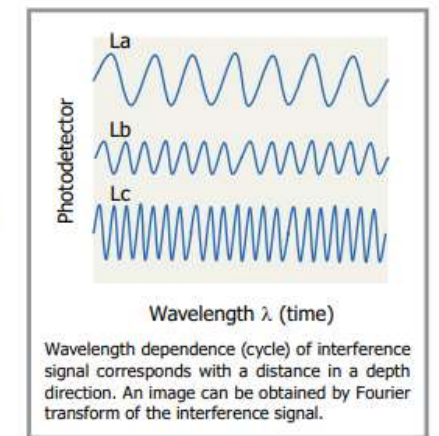 La
Lb
Lc
Photodetector
Wavelength λ (time)
Wavelength dependence (cycle) of interference
signal corresponds with a distance in a depth
direction. An image can be obtained by Fourier
transform of the interference signal.